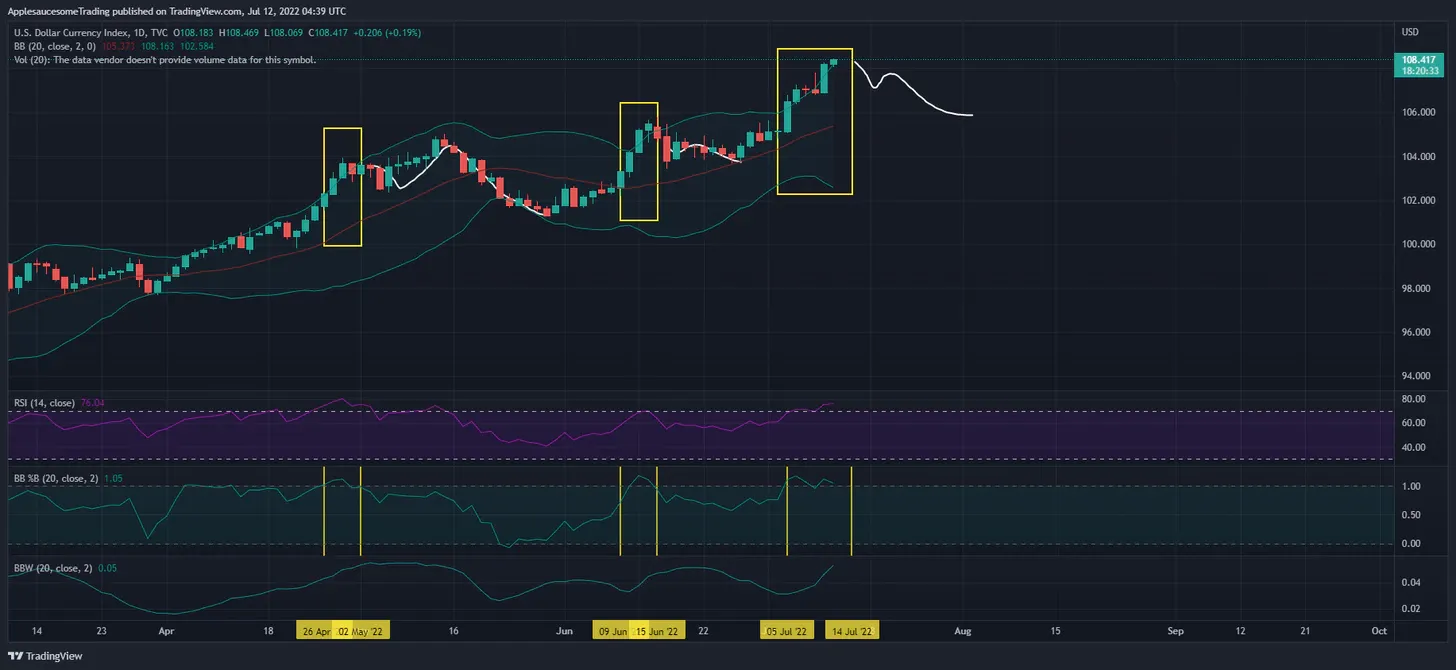 ApplesaucesomeTrading published on TradingView.com, Jul 12, 2022 04:39 UTC
U.S. Dollar Currency Index, 1D, TVC O108.183 H108.469 L108.069 C108.417 +0.206 (+0.19%)
USD
BB (20, close, 2, 0) 105.373 108.163 102.584
Vol (20): The data vendor doesn't provide volume data for this symbol.
108.417
18:20:33
106.000
104.000
102.000
100.000
98.000
96.000
94.000
RSI (14, close) 76.04
80.00
60.00
40.00
BB %B (20, close, 2) 1.05
1.00
0.50
0.00
BBW (20, close, 2) 0.05
0.04
0.02
14 23 Apr 18 26 Apr 02 May '22 16 Jun 09 Jun 15 Jun '22 22 05 Jul '22 14 Jul '22 Aug 15 Sep 12 21 Oct
TradingView